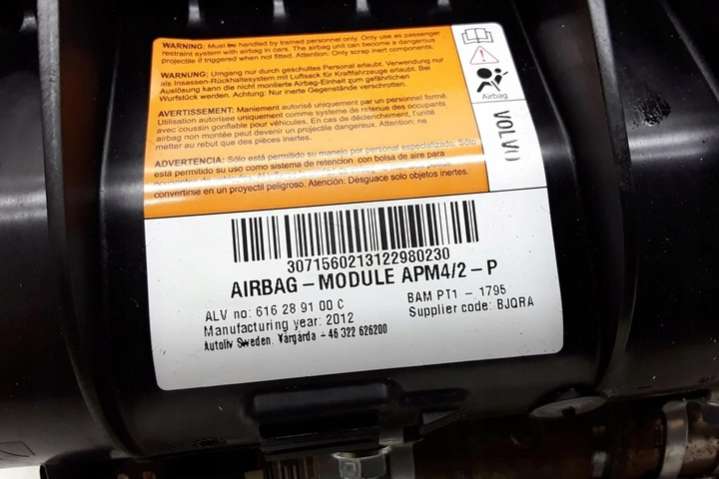 WARNING: Must be handled by trained personnel only. Only use as passenger
restraint system with airbag in cars. The airbag unit can become a dangerous
projectile if triggered when not fitted. Attention: Only scrap inert components.
WARNUNG: Umgang nur durch geschultes Personal erlaubt. Verwendung nur
als Insassen-Rückhaltesystem mit Luftsack für Kraftfahrzeuge erlaubt. Bei
Auslösung kann die nicht montierte Airbag-Einheit zum gefährlichen
Wurfstück werden. Achtung: Nur inerte Gegenstände verschrotten.
AVERTISSEMENT: Maniement autorisé uniquement par un personnel formé.
Utilisation autorisée uniquement comme système de retenue des occupants
avec coussin gonflable pour véhicules. En cas de déclenchement, l'unité
airbag non montée peut devenir un projectile dangereux. Attention: ne
mettre au rebut que des pièces inertes.
ADVERTENCIA: Sólo está permitido su manejo por personal especializado. Sólo
está permitido su uso como sistema de retención con bolsa de aire para
convertirse en un proyectil peligroso. Atención: Desguace solo objetos inertes.
Airbag
VOLVO
3071560213122980230
AIRBAG - MODULE APM4/2 - P
ALV no: 616 28 91 00 C
BAM PT1 - 1795
Manufacturing year: 2012
Supplier code: BJQRA
Autoliv Sweden, Vårgårda + 46 322 626200